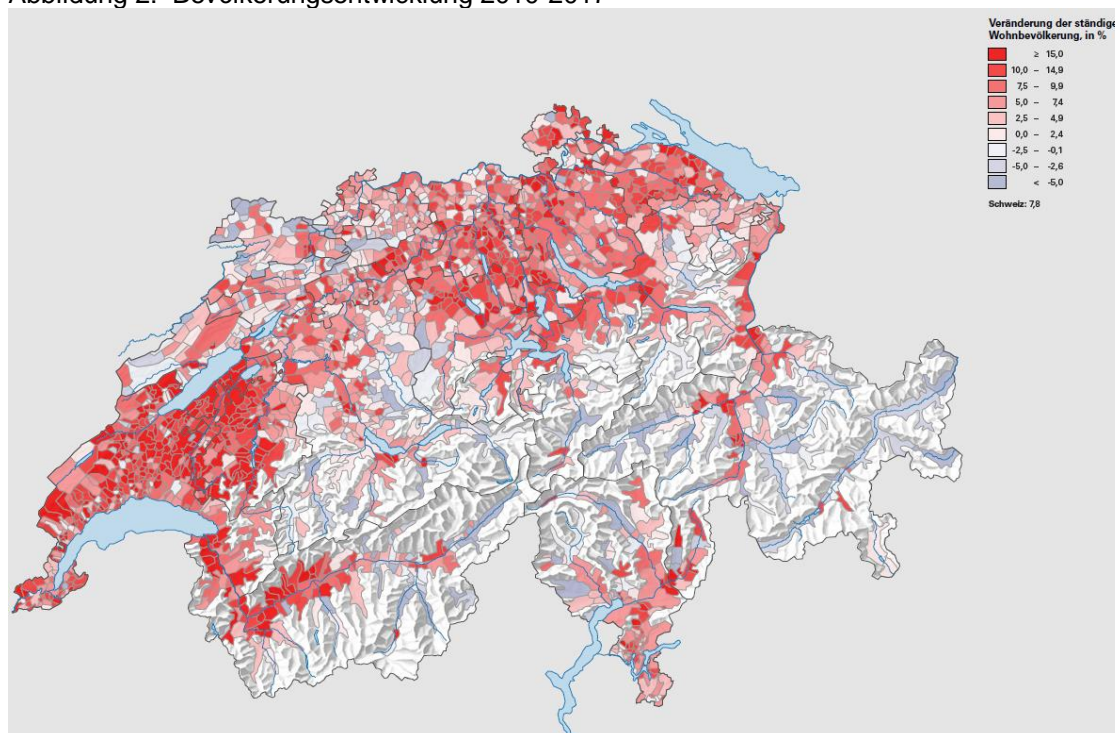 Abbildung 2: Bevölkerungsentwicklung 2010-2017
Veränderung der ständige
Wohnbevölkerung, in %
≥ 15,0
10,0 – 14,9
7,5 – 9,9
5,0 – 7,4
2,5 – 4,9
0,0 – 2,4
-2,5 – -0,1
-5,0 – -2,6
< -5,0
Schweiz: 7,8